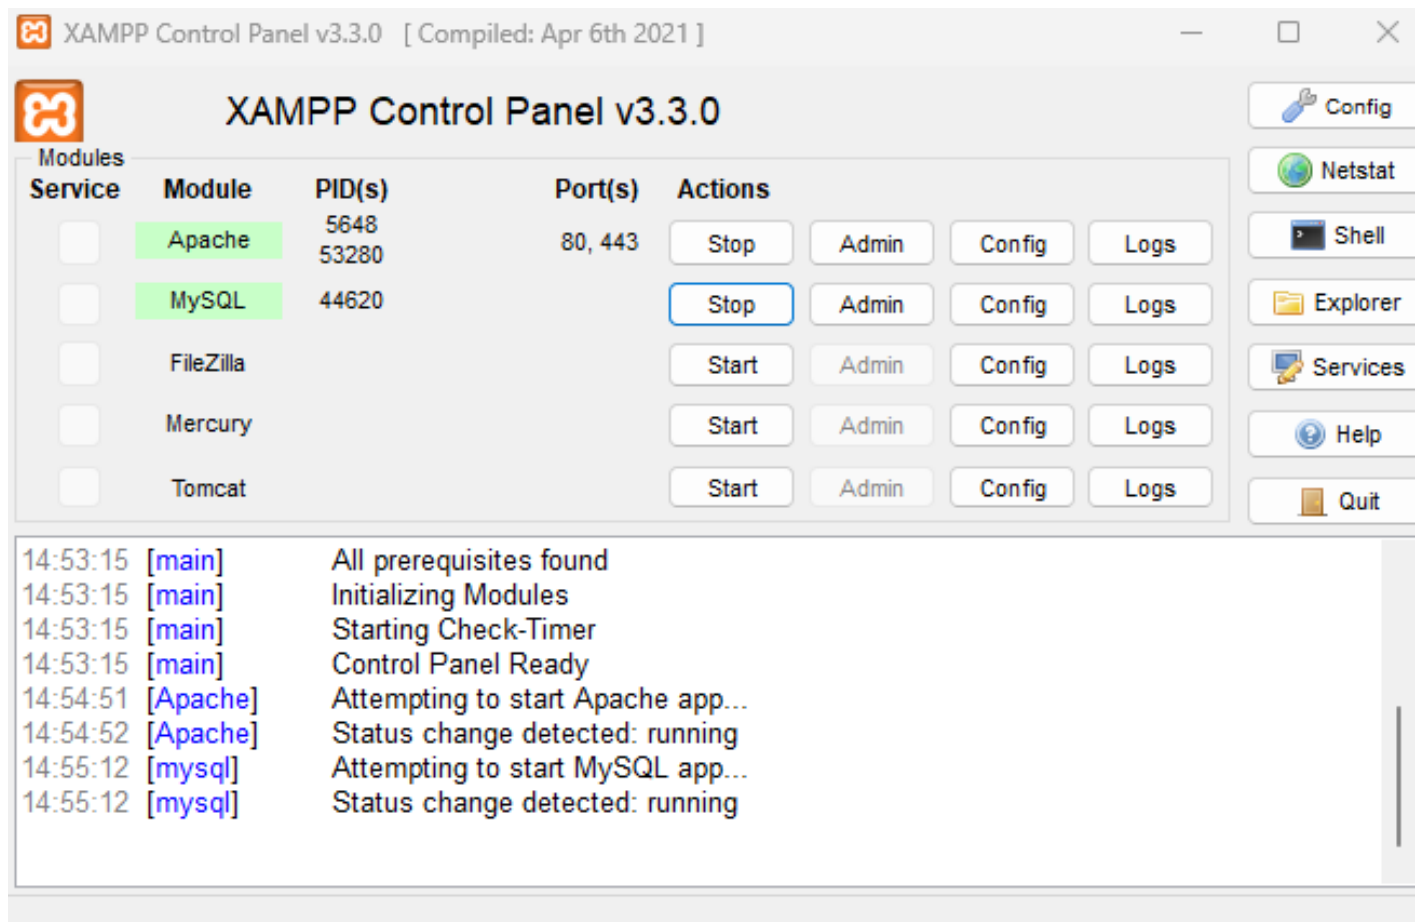 XAMPP Control Panel v3.3.0 [ Compiled: Apr 6th 2021 ]
XAMPP Control Panel v3.3.0
Config
Modules
Service Module PID(s) Port(s) Actions
Netstat
Apache 5648 53280 80, 443 Stop Admin Config Logs
Shell
MySQL 44620 Stop Admin Config Logs
Explorer
FileZilla Start Admin Config Logs
Services
Mercury Start Admin Config Logs
Help
Tomcat Start Admin Config Logs
Quit
14:53:15 [main] All prerequisites found
14:53:15 [main] Initializing Modules
14:53:15 [main] Starting Check-Timer
14:53:15 [main] Control Panel Ready
14:54:51 [Apache] Attempting to start Apache app...
14:54:52 [Apache] Status change detected: running
14:55:12 [mysql] Attempting to start MySQL app...
14:55:12 [mysql] Status change detected: running